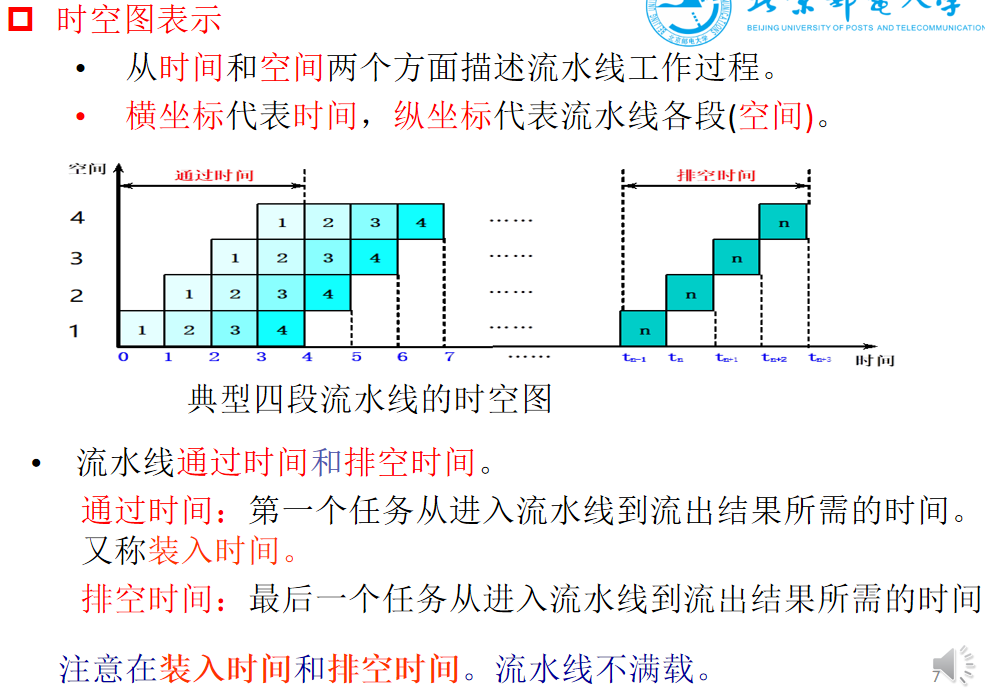 时空图表示
BEIJING UNIVERSITY OF POSTS AND TELECOMMUNICATION
• 从时间和空间两个方面描述流水线工作过程。
• 横坐标代表时间，纵坐标代表流水线各段(空间)。
空间 通过时间 排空时间
4 1 2 3 4 …… n
3 1 2 3 4 …… n
2 1 2 3 4 …… n
1 1 2 3 4 …… n
0 1 2 3 4 5 6 7 …… tn-1 tn tn+1 tn+2 tn+3 时间
典型四段流水线的时空图
• 流水线通过时间和排空时间。
通过时间：第一个任务从进入流水线到流出结果所需的时间。
又称装入时间。
排空时间：最后一个任务从进入流水线到流出结果所需的时间
注意在装入时间和排空时间。流水线不满载。
7